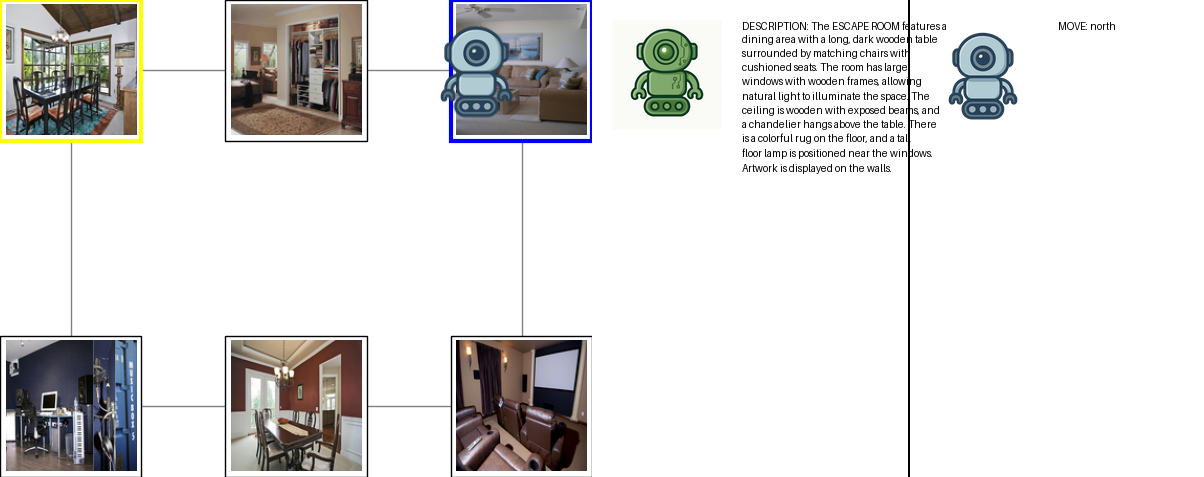 DESCRIPTION: The ESCAPE ROOM features a
dining area with a long, dark wooden table
surrounded by matching chairs with
cushioned seats. The room has large
windows with wooden frames, allowing
natural light to illuminate the space. The
ceiling is wooden with exposed beams, and
a chandelier hangs above the table. There
is a colorful rug on the floor, and a tall
floor lamp is positioned near the windows.
Artwork is displayed on the walls.
MOVE: north
MUSIC BOX 5